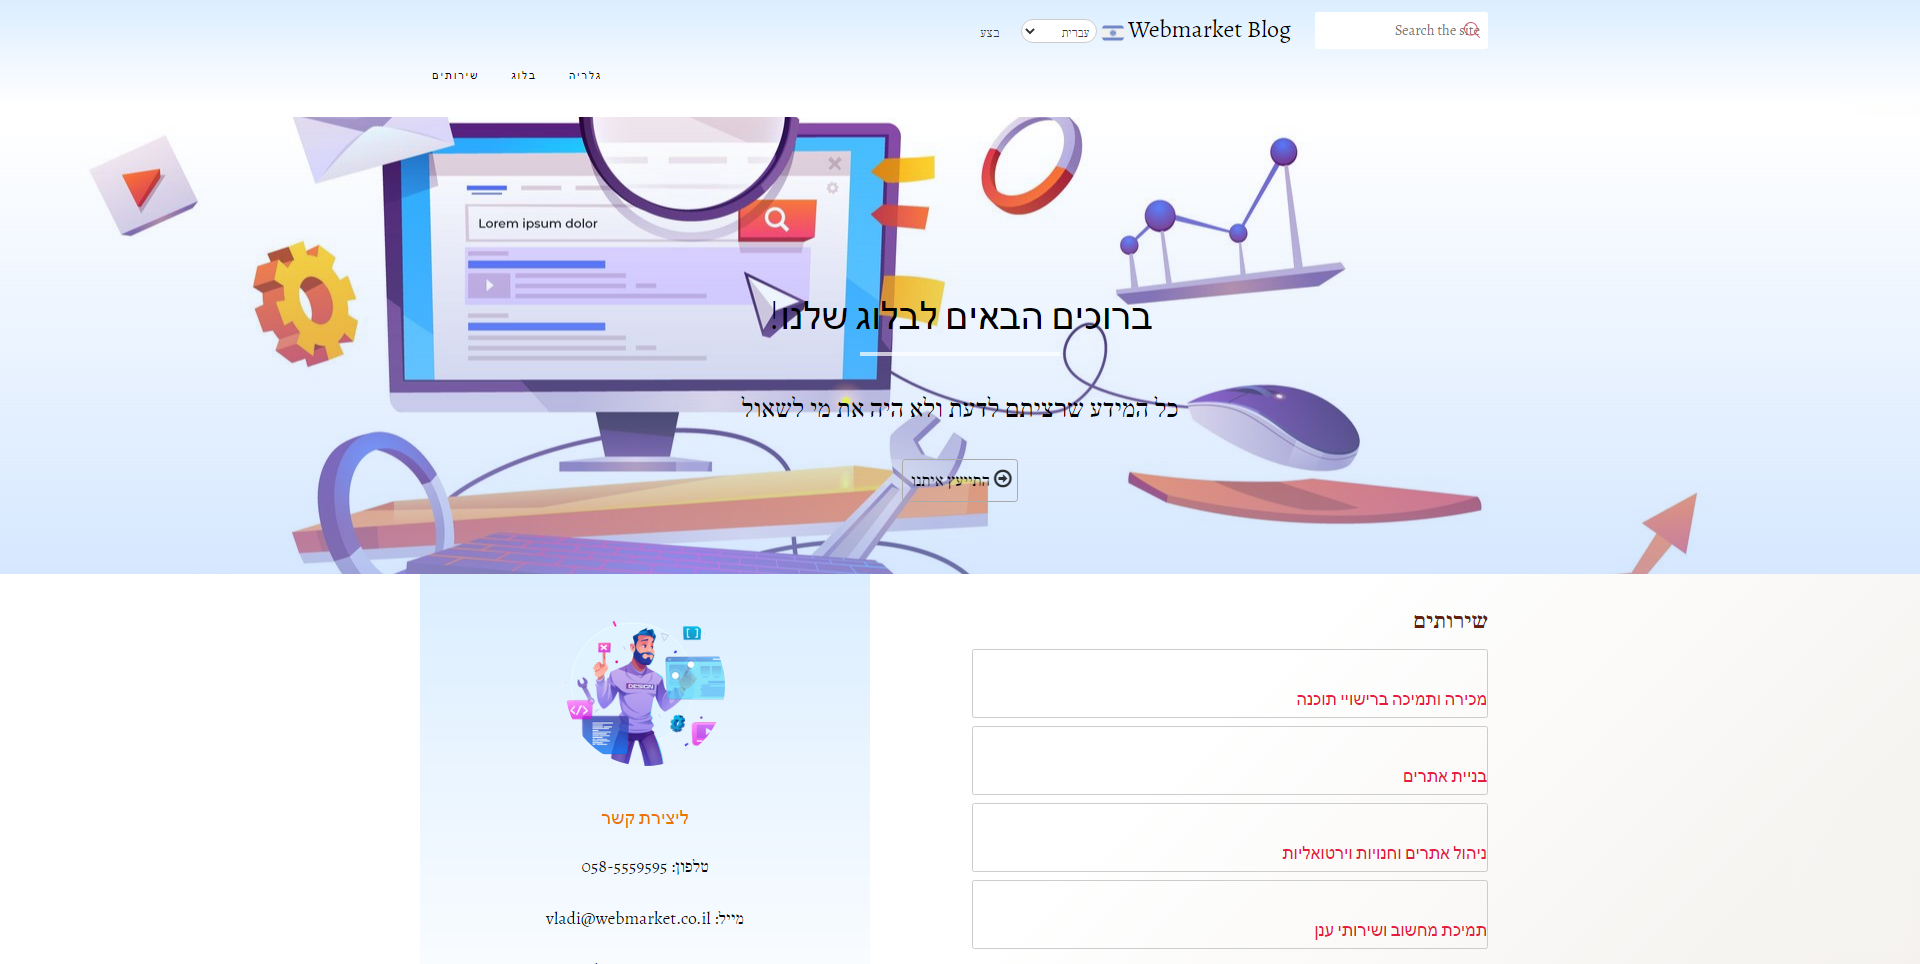 Search the site
Webmarket Blog
עברית
בצע
גלריה
בלוג
שירותים
Lorem ipsum dolor
ברוכים הבאים לבלוג שלנו!
כל המידע שרציתם לדעת ולא היה את מי לשאול
התייעץ איתנו
שירותים
מכירה ותמיכה ברישויי תוכנה
בניית אתרים
ניהול אתרים וחנויות וירטואליות
תמיכת מחשוב ושירותי ענן
DESIGN
ליצירת קשר
טלפון: 058-5559595
מייל: vladi@webmarket.co.il